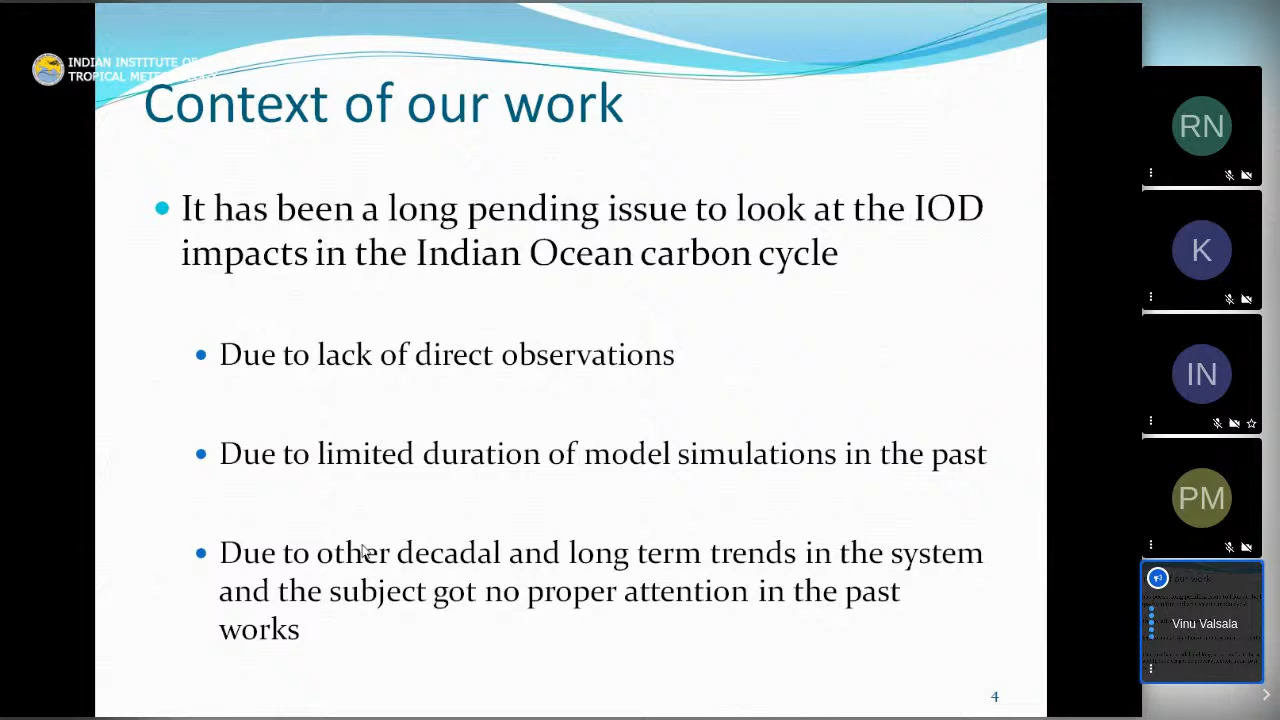 INDIAN INSTITUTE OF
TROPICAL METEOROLOGY
Context of our work
It has been a long pending issue to look at the IOD
impacts in the Indian Ocean carbon cycle
Due to lack of direct observations
Due to limited duration of model simulations in the past
Due to other decadal and long term trends in the system
and the subject got no proper attention in the past
works
4
RN
K
IN
PM
our work
Vinu Valsala